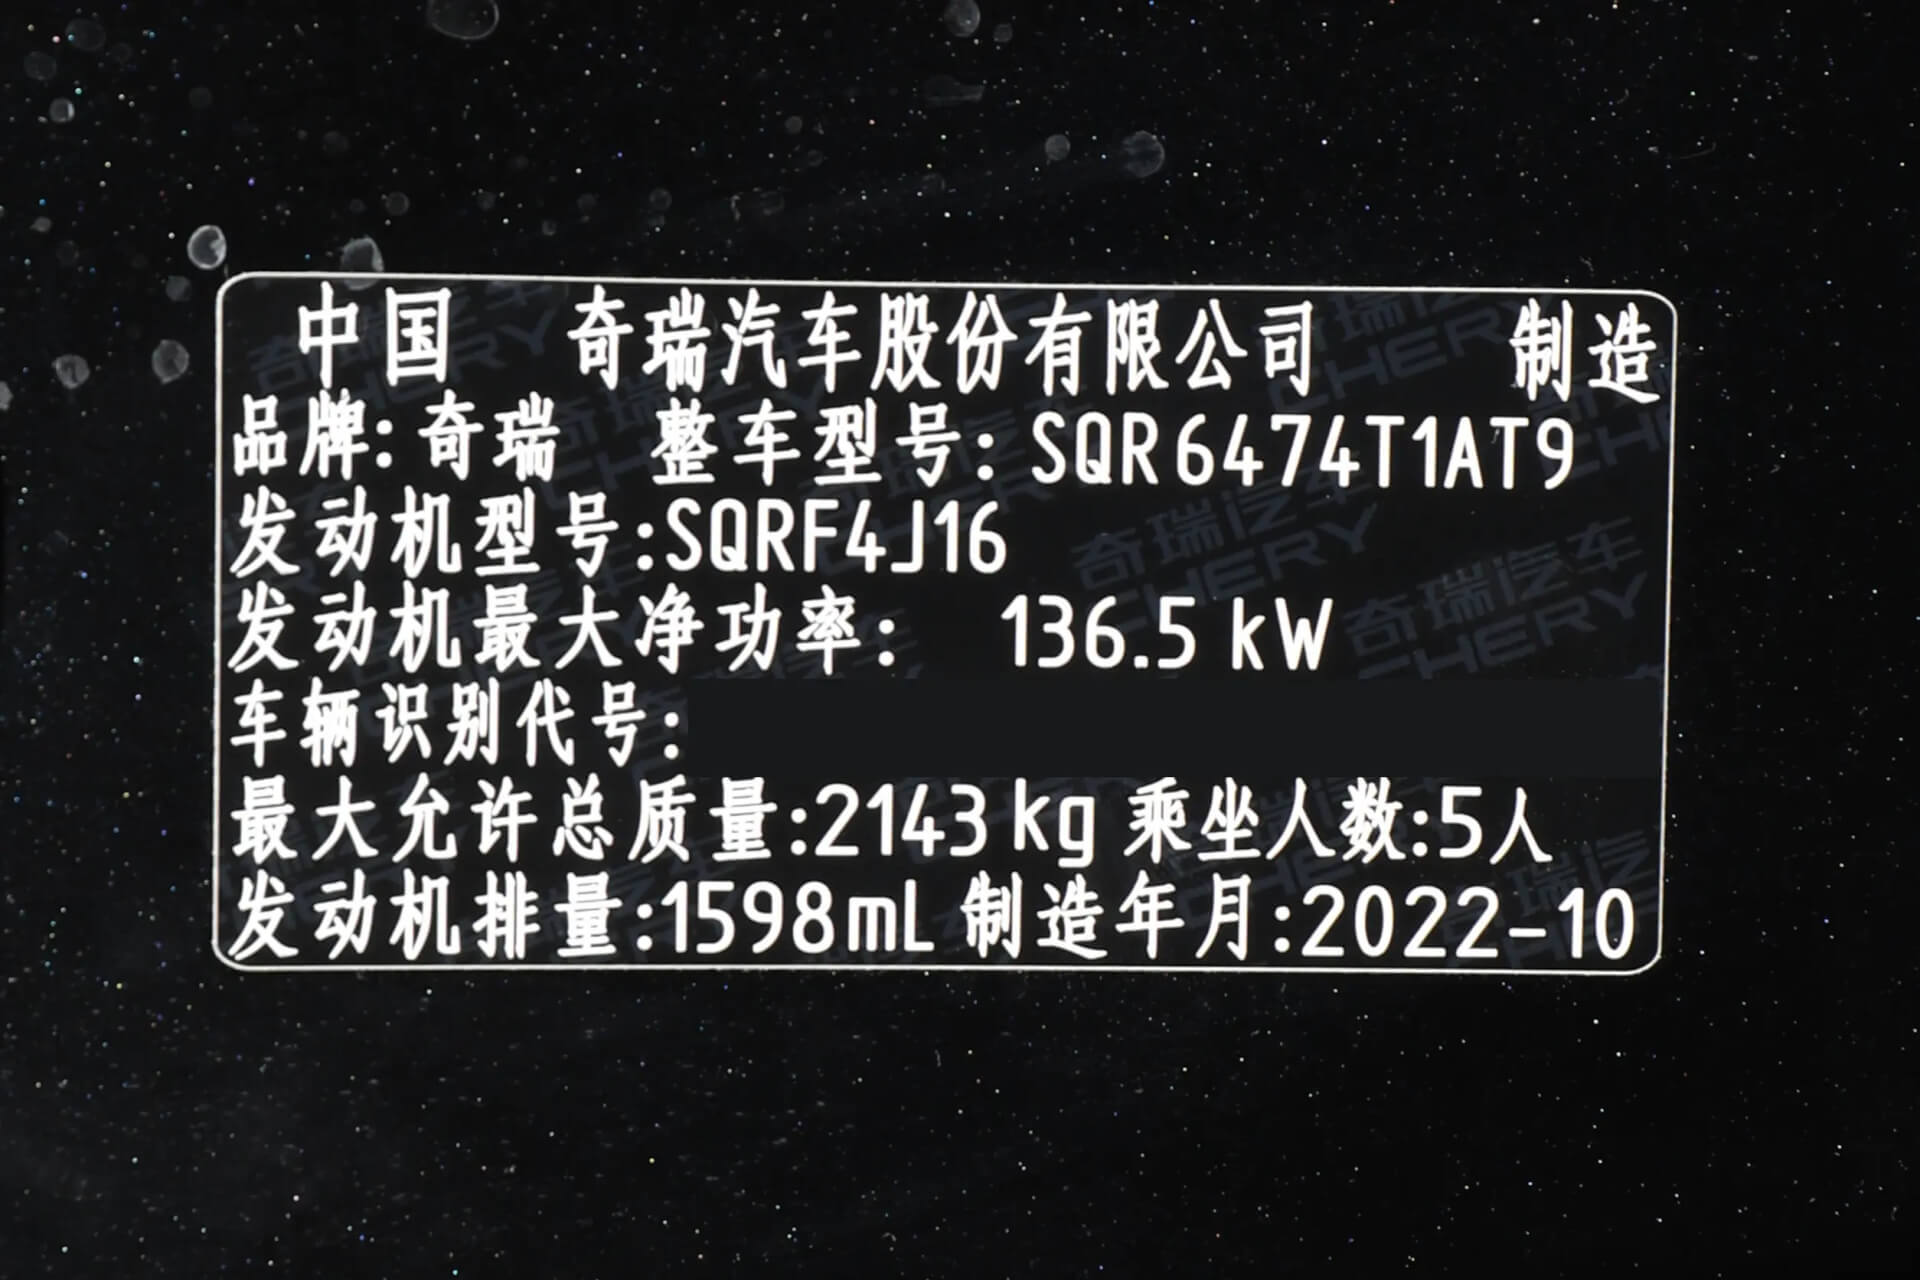 中国 奇瑞汽车股份有限公司 制造
品牌:奇瑞 整车型号:SQR6474T1AT9
发动机型号:SQRF4J16
发动机最大净功率: 136.5 kW
车辆识别代号:
最大允许总质量:2143kg 乘坐人数:5人
发动机排量:1598mL 制造年月:2022-10